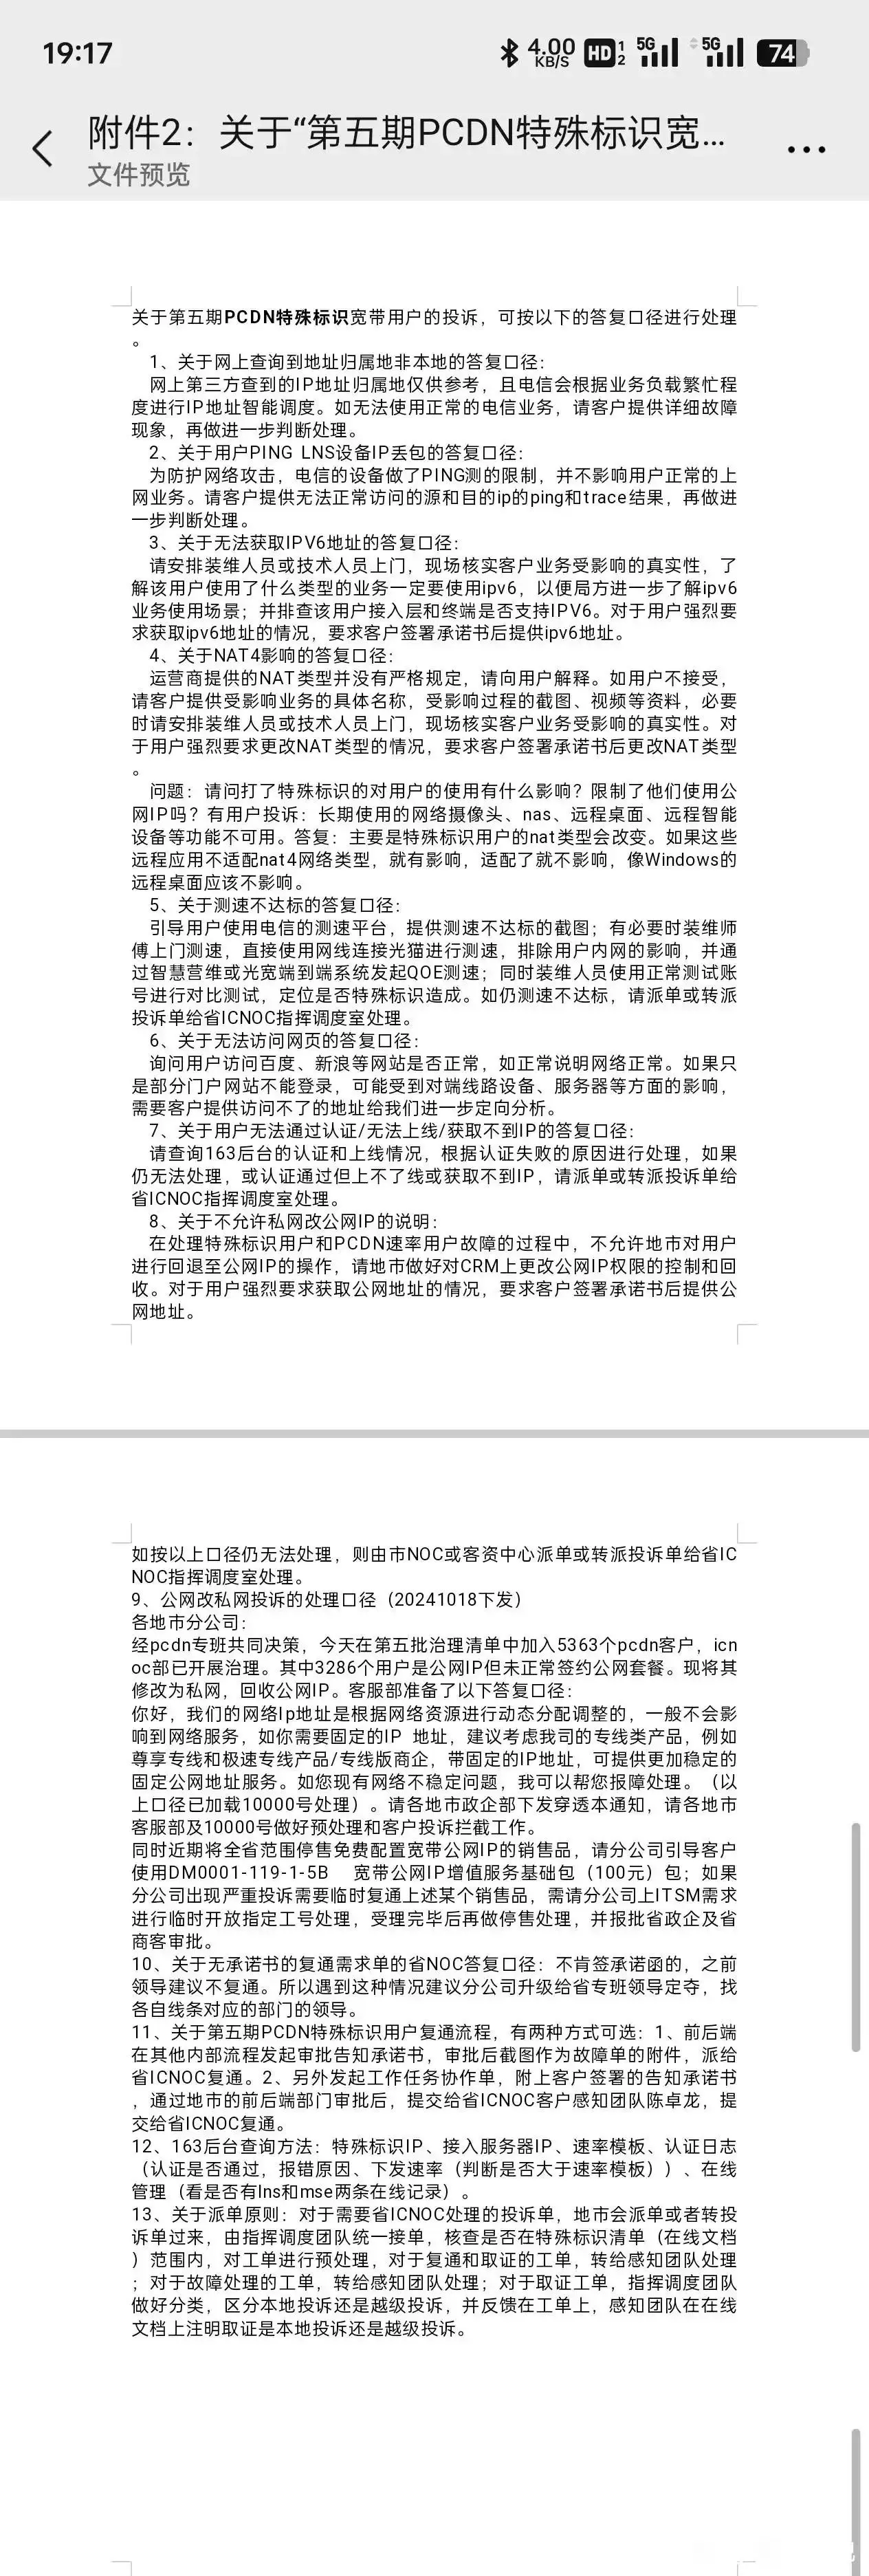 19:17
4.00 KB/S HD 1 2 5G 5G 74
附件2：关于“第五期PCDN特殊标识宽...
文件预览
关于第五期PCDN特殊标识宽带用户的投诉，可按以下的答复口径进行处理
。
1、关于网上查询到地址归属地非本地的答复口径：
网上第三方查到的IP地址归属地仅供参考，且电信会根据业务负载繁忙程
度进行IP地址智能调度。如无法使用正常的电信业务，请客户提供详细故障
现象，再做进一步判断处理。
2、关于用户PING LNS设备IP丢包的答复口径：
为防护网络攻击，电信的设备做了PING测的限制，并不影响用户正常的上
网业务。请客户提供无法正常访问的源和目的ip的ping和trace结果，再做进
一步判断处理。
3、关于无法获取IPV6地址的答复口径：
请安排装维人员或技术人员上门，现场核实客户业务受影响的真实性，了
解该用户使用了什么类型的业务一定要使用ipv6，以便局方进一步了解ipv6
业务使用场景；并排查该用户接入层和终端是否支持IPV6。对于用户强烈要
求获取ipv6地址的情况，要求客户签署承诺书后提供ipv6地址。
4、关于NAT4影响的答复口径：
运营商提供的NAT类型并没有严格规定，请向用户解释。如用户不接受，
请客户提供受影响业务的具体名称，受影响过程的截图、视频等资料，必要
时请安排装维人员或技术人员上门，现场核实客户业务受影响的真实性。对
于用户强烈要求更改NAT类型的情况，要求客户签署承诺书后更改NAT类型
。
问题：请问打了特殊标识的对用户的使用有什么影响？限制了他们使用公
网IP吗？有用户投诉：长期使用的网络摄像头、nas、远程桌面、远程智能
设备等功能不可用。答复：主要是特殊标识用户的nat类型会改变。如果这些
远程应用不适配nat4网络类型，就有影响，适配了就不影响，像Windows的
远程桌面应该不影响。
5、关于测速不达标的答复口径：
引导用户使用电信的测速平台，提供测速不达标的截图；有必要时装维师
傅上门测速，直接使用网线连接光猫进行测速，排除用户内网的影响，并通
过智慧营维或光宽端到端系统发起QOE测速；同时装维人员使用正常测试账
号进行对比测试，定位是否特殊标识造成。如仍测速不达标，请派单或转派
投诉单给省ICNOC指挥调度室处理。
6、关于无法访问网页的答复口径：
询问用户访问百度、新浪等网站是否正常，如正常说明网络正常。如果只
是部分门户网站不能登录，可能受到对端线路设备、服务器等方面的影响，
需要客户提供访问不了的地址给我们进一步定向分析。
7、关于用户无法通过认证/无法上线/获取不到IP的答复口径：
请查询163后台的认证和上线情况，根据认证失败的原因进行处理，如果
仍无法处理，或认证通过但上不了线或获取不到IP，请派单或转派投诉单给
省ICNOC指挥调度室处理。
8、关于不允许私网改公网IP的说明：
在处理特殊标识用户和PCDN速率用户故障的过程中，不允许地市对用户
进行回退至公网IP的操作，请地市做好对CRM上更改公网IP权限的控制和回
收。对于用户强烈要求获取公网地址的情况，要求客户签署承诺书后提供公
网地址。
如按以上口径仍无法处理，则由市NOC或客资中心派单或转派投诉单给省IC
NOC指挥调度室处理。
9、公网改私网投诉的处理口径（20241018下发）
各地市分公司：
经pcdn专班共同决策，今天在第五批治理清单中加入5363个pcdn客户，icn
oc部已开展治理。其中3286个用户是公网IP但未正常签约公网套餐。现将其
修改为私网，回收公网IP。客服部准备了以下答复口径：
你好，我们的网络Ip地址是根据网络资源进行动态分配调整的，一般不会影
响到网络服务，如你需要固定的IP 地址，建议考虑我司的专线类产品，例如
尊享专线和极速专线产品/专线版商企，带固定的IP地址，可提供更加稳定的
固定公网地址服务。如您现有网络不稳定问题，我可以帮您报障处理。（以
上口径已加载10000号处理）。请各地市政企部下发穿透本通知，请各地市
客服部及10000号做好预处理和客户投诉拦截工作。
同时近期将全省范围停售免费配置宽带公网IP的销售品，请分公司引导客户
使用DM0001-119-1-5B 宽带公网IP增值服务基础包（100元）包；如果
分公司出现严重投诉需要临时复通上述某个销售品，需请分公司上ITSM需求
进行临时开放指定工号处理，受理完毕后再做停售处理，并报批省政企及省
商客审批。
10、关于无承诺书的复通需求单的省NOC答复口径：不肯签承诺函的，之前
领导建议不复通。所以遇到这种情况建议分公司升级给省专班领导定夺，找
各自线条对应的部门的领导。
11、关于第五期PCDN特殊标识用户复通流程，有两种方式可选：1、前后端
在其他内部流程发起审批告知承诺书，审批后截图作为故障单的附件，派给
省ICNOC复通。2、另外发起工作任务协作单，附上客户签署的告知承诺书
，通过地市的前后端部门审批后，提交给省ICNOC客户感知团队陈卓龙，提
交给省ICNOC复通。
12、163后台查询方法：特殊标识IP、接入服务器IP、速率模板、认证日志
（认证是否通过，报错原因、下发速率（判断是否大于速率模板））、在线
管理（看是否有lns和mse两条在线记录）。
13、关于派单原则：对于需要省ICNOC处理的投诉单，地市会派单或者转投
诉单过来，由指挥调度团队统一接单，核查是否在特殊标识清单（在线文档
）范围内，对工单进行预处理，对于复通和取证的工单，转给感知团队处理
；对于故障处理的工单，转给感知团队处理；对于取证工单，指挥调度团队
做好分类，区分本地投诉还是越级投诉，并反馈在工单上，感知团队在在线
文档上注明取证是本地投诉还是越级投诉。